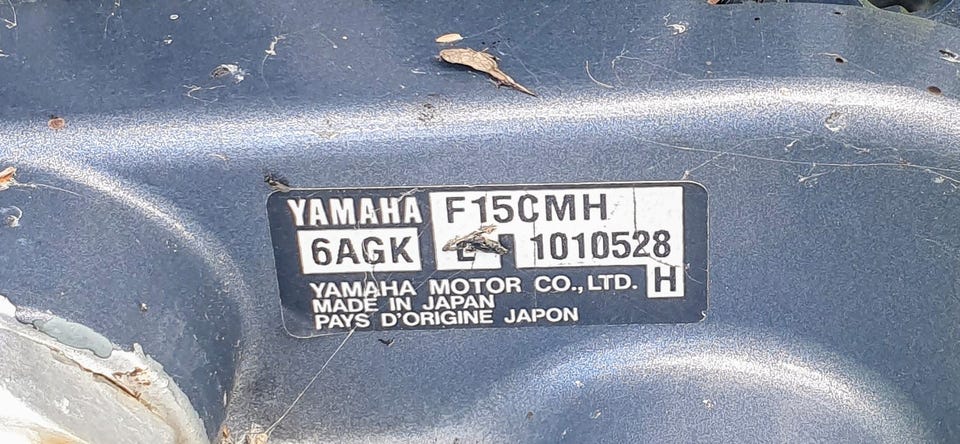 YAMAHA F15CMH
6AGK L 1010528
YAMAHA MOTOR CO., LTD. H
MADE IN JAPAN
PAYS D'ORIGINE JAPON